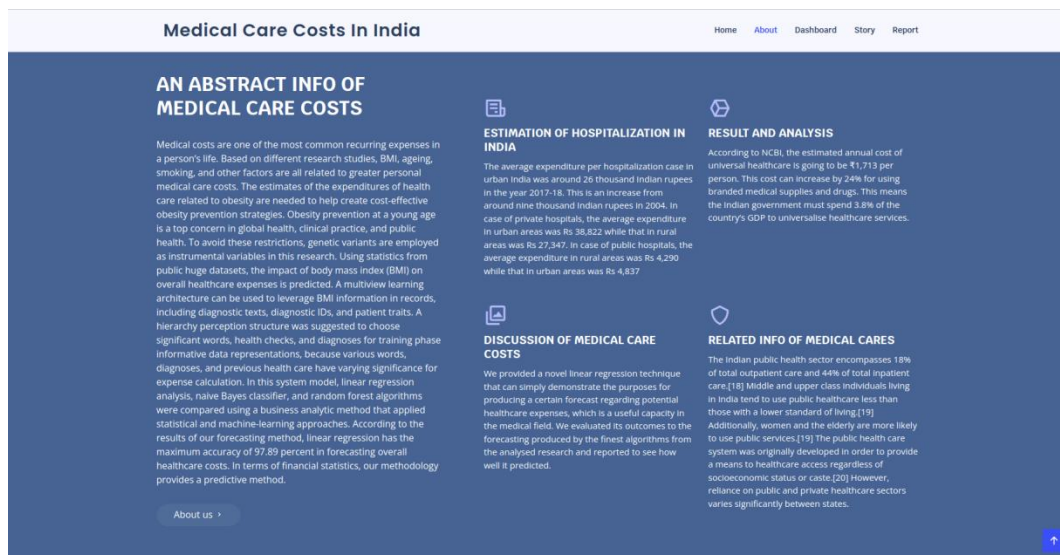 Medical Care Costs In India
Home About Dashboard Story Report
AN ABSTRACT INFO OF
MEDICAL CARE COSTS
Medical costs are one of the most common recurring expenses in
a person's life. Based on different research studies, BMI, ageing,
smoking, and other factors are all related to greater personal
medical care costs. The estimates of the expenditures of health
care related to obesity are needed to help create cost-effective
obesity prevention strategies. Obesity prevention at a young age
is a top concern in global health, clinical practice, and public
health. To avoid these restrictions, genetic variants are employed
as instrumental variables in this research. Using statistics from
public huge datasets, the impact of body mass index (BMI) on
overall healthcare expenses is predicted. A multiview learning
architecture can be used to leverage BMI information in records,
including diagnostic texts, diagnostic IDs, and patient traits. A
hierarchy perception structure was suggested to choose
significant words, health checks, and diagnoses for training phase
informative data representations, because various words,
diagnoses, and previous health care have varying significance for
expense calculation. In this system model, linear regression
analysis, naive Bayes classifier, and random forest algorithms
were compared using a business analytic method that applied
statistical and machine-learning approaches. According to the
results of our forecasting method, linear regression has the
maximum accuracy of 97.89 percent in forecasting overall
healthcare costs. In terms of financial statistics, our methodology
provides a predictive method.
About us ›
ESTIMATION OF HOSPITALIZATION IN
INDIA
The average expenditure per hospitalization case in
urban India was around 26 thousand Indian rupees
in the year 2017-18. This is an increase from
around nine thousand Indian rupees in 2004. In
case of private hospitals, the average expenditure
in urban areas was Rs 38,822 while that in rural
areas was Rs 27,347. In case of public hospitals, the
average expenditure in rural areas was Rs 4,290
while that in urban areas was Rs 4,837
RESULT AND ANALYSIS
According to NCBI, the estimated annual cost of
universal healthcare is going to be ₹1,713 per
person. This cost can increase by 24% for using
branded medical supplies and drugs. This means
the Indian government must spend 3.8% of the
country's GDP to universalise healthcare services.
DISCUSSION OF MEDICAL CARE
COSTS
We provided a novel linear regression technique
that can simply demonstrate the purposes for
producing a certain forecast regarding potential
healthcare expenses, which is a useful capacity in
the medical field. We evaluated its outcomes to the
forecasting produced by the finest algorithms from
the analysed research and reported to see how
well it predicted.
RELATED INFO OF MEDICAL CARES
The Indian public health sector encompasses 18%
of total outpatient care and 44% of total inpatient
care.[18] Middle and upper class individuals living
in India tend to use public healthcare less than
those with a lower standard of living.[19]
Additionally, women and the elderly are more likely
to use public services.[19] The public health care
system was originally developed in order to provide
a means to healthcare access regardless of
socioeconomic status or caste.[20] However,
reliance on public and private healthcare sectors
varies significantly between states.